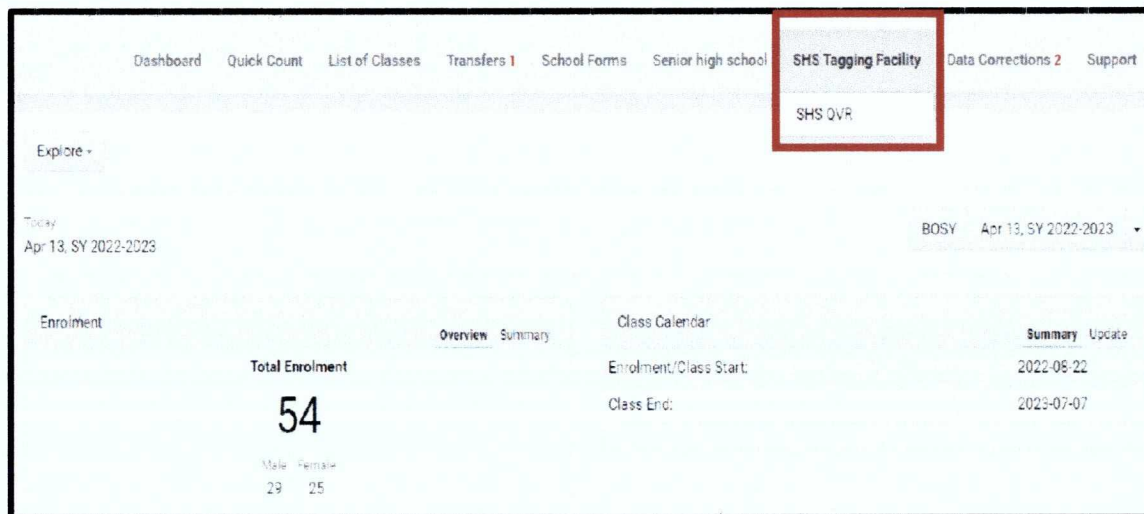 Dashboard Quick Count List of Classes Transfers 1 School Forms Senior high school SHS Tagging Facility Data Corrections 2 Support
SHS QVR
Explore
Today
Apr 13, SY 2022-2023
BOSY Apr 13, SY 2022-2023
Enrolment
Overview Summary
Total Enrolment
54
Male Female
29 25
Class Calendar
Summary Update
Enrolment/Class Start: 2022-08-22
Class End: 2023-07-07